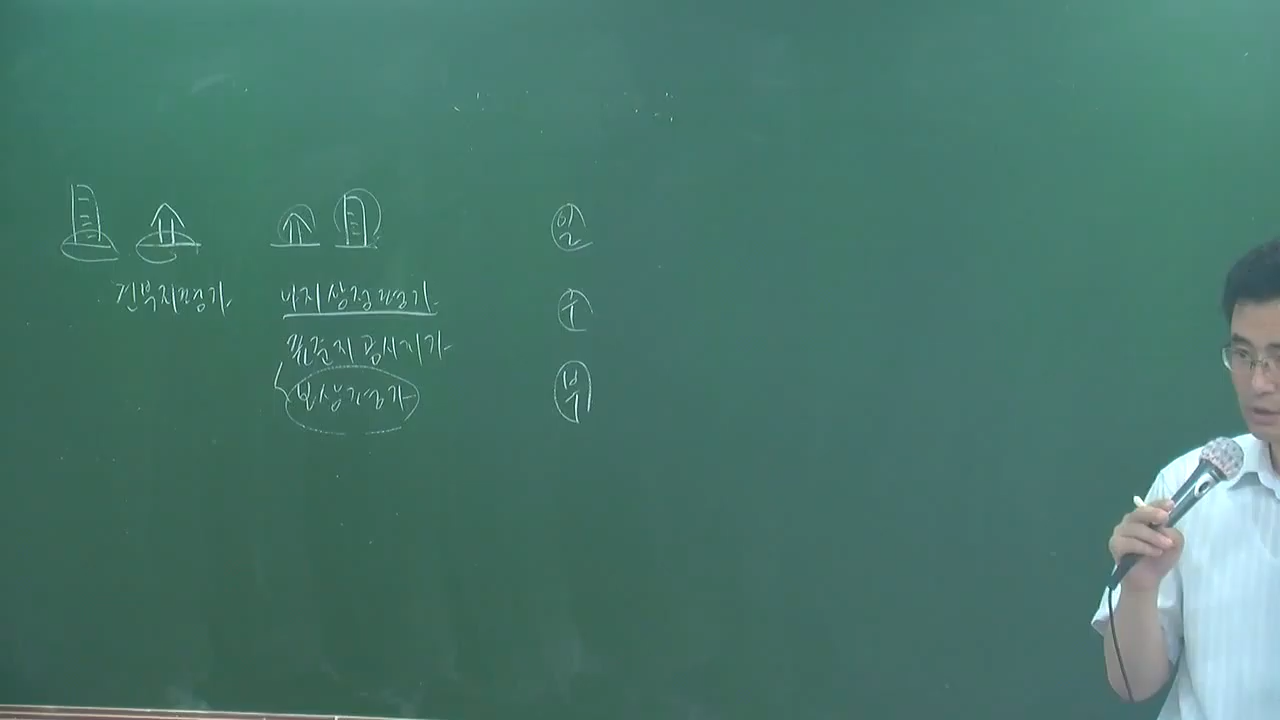 건부지평가
나지상정평가
표준지공시지가
보상평가
일
주
부